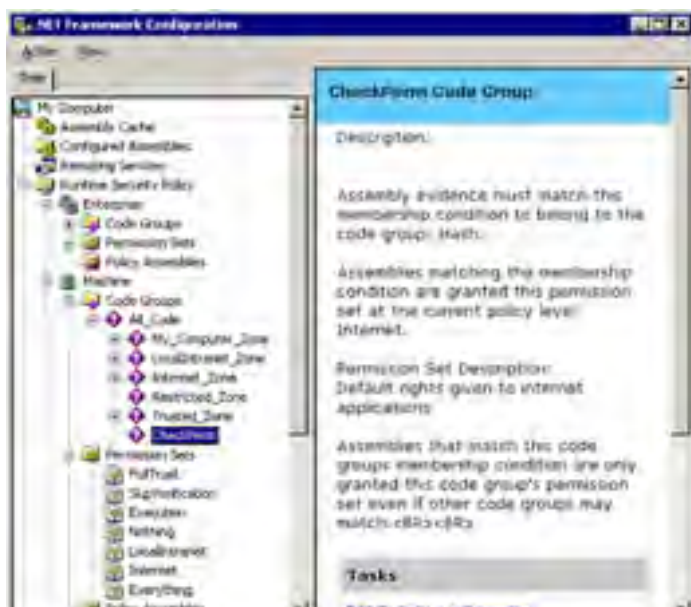 .NET Framework Configuration
Action View
Tree
My Computer
Assembly Cache
Configured Assemblies
Remoting Services
Runtime Security Policy
Enterprise
Code Groups
Permission Sets
Policy Assemblies
Machine
Code Groups
All_Code
My_Computer_Zone
LocalIntranet_Zone
Internet_Zone
Restricted_Zone
Trusted_Zone
CheckForm
Permission Sets
FullTrust
SkipVerification
Execution
Nothing
LocalIntranet
Internet
Everything
Policy Assemblies
CheckForm Code Group
Description:
Assembly evidence must match this
membership condition to belong to the
code group: Hash.
Assemblies matching the membership
condition are granted this permission
set at the current policy level:
Internet.
Permission Set Description:
Default rights given to internet
applications
Assemblies that match this code
groups membership condition are only
granted this code group's permission
set even if other code groups may
match.<BR><BR>
Tasks